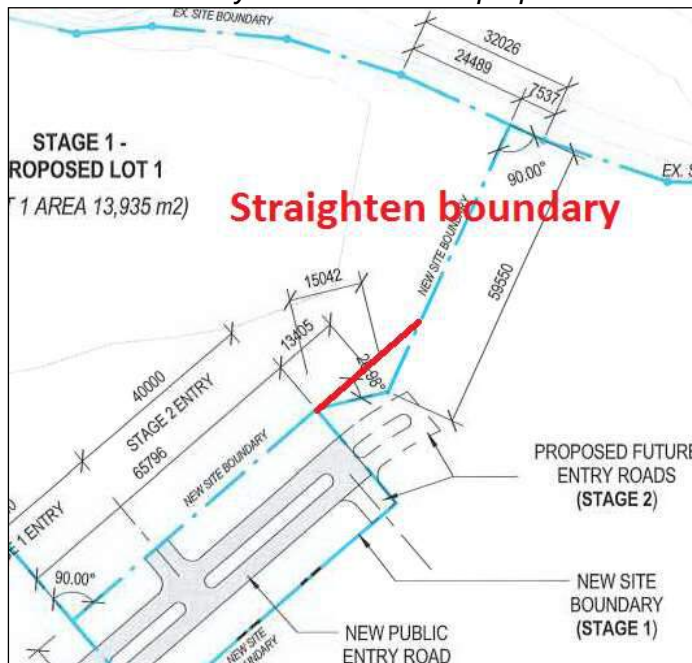 EX. SITE BOUNDARY
32026
24489
7537
STAGE 1 -
ROPOSED LOT 1
T 1 AREA 13,935 m2)
90.00°
EX. S
Straighten boundary
NEW SITE BOUNDARY
59550
15042
13405
40000
STAGE 2 ENTRY
65796
NEW SITE BOUNDARY
PROPOSED FUTURE
ENTRY ROADS
(STAGE 2)
E 1 ENTRY
90.00°
NEW SITE
BOUNDARY
(STAGE 1)
NEW PUBLIC
ENTRY ROAD
NEW SITE